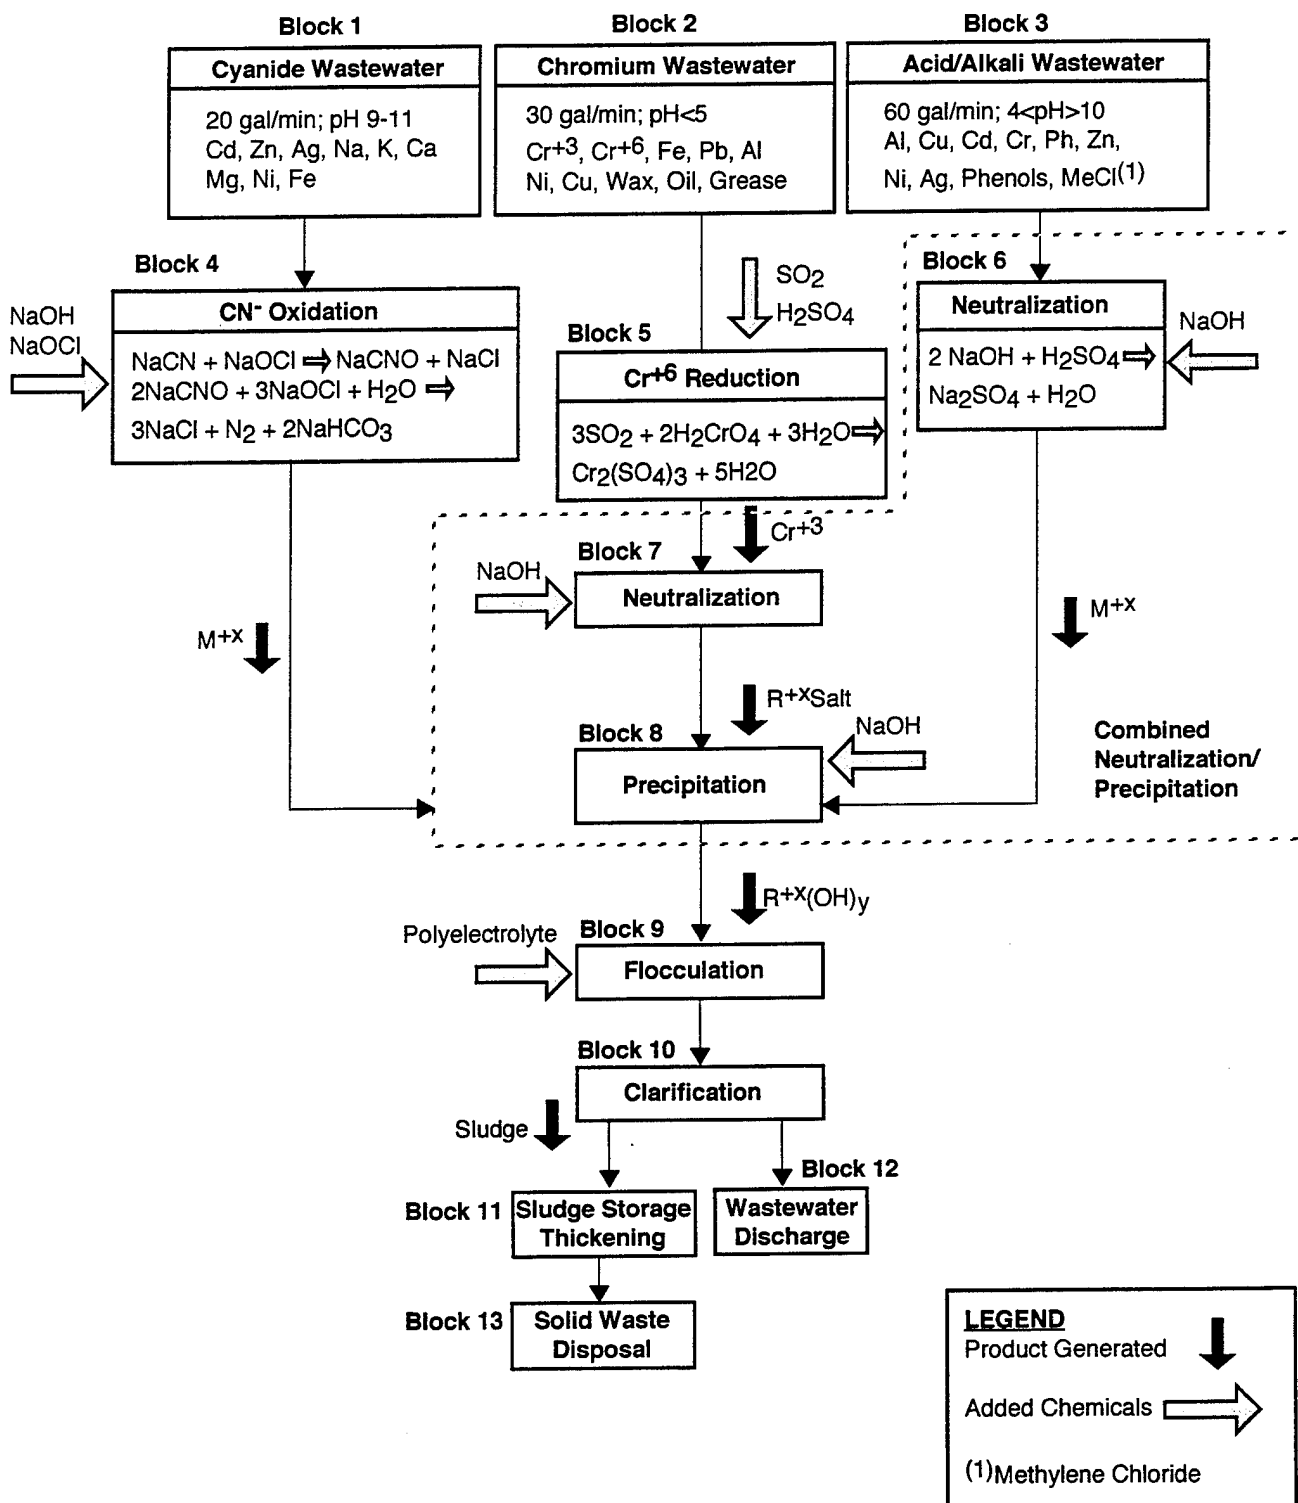 Block 1
Cyanide Wastewater
20 gal/min; pH 9-11
Cd, Zn, Ag, Na, K, Ca
Mg, Ni, Fe
Block 2
Chromium Wastewater
30 gal/min; pH<5
Cr+3, Cr+6, Fe, Pb, Al
Ni, Cu, Wax, Oil, Grease
Block 3
Acid/Alkali Wastewater
60 gal/min; 4<pH>10
Al, Cu, Cd, Cr, Ph, Zn,
Ni, Ag, Phenols, MeCl(1)
Block 4
NaOH
NaOCl
CN- Oxidation
NaCN + NaOCl ⇒ NaCNO + NaCl
2NaCNO + 3NaOCl + H2O ⇒
3NaCl + N2 + 2NaHCO3
SO2
H2SO4
Block 5
Cr+6 Reduction
3SO2 + 2H2CrO4 + 3H2O ⇒
Cr2(SO4)3 + 5H2O
Block 6
Neutralization
2 NaOH + H2SO4 ⇒
Na2SO4 + H2O
NaOH
Cr+3
Block 7
NaOH
Neutralization
M+x
M+x
R+xSalt
Block 8
NaOH
Precipitation
Combined
Neutralization/
Precipitation
R+x(OH)y
Block 9
Polyelectrolyte
Flocculation
Block 10
Clarification
Sludge
Block 11
Sludge Storage
Thickening
Block 12
Wastewater
Discharge
Block 13
Solid Waste
Disposal
LEGEND
Product Generated
Added Chemicals
(1)Methylene Chloride